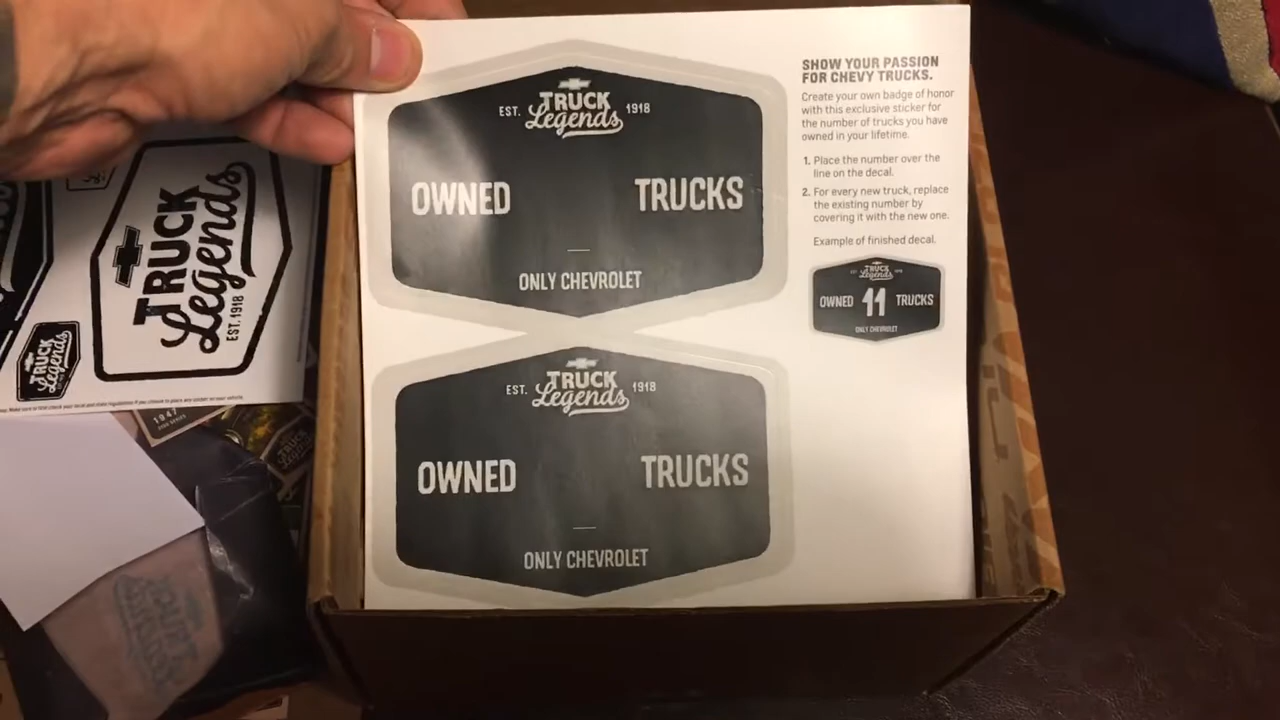 EST. TRUCK 1918
Legends
OWNED TRUCKS
ONLY CHEVROLET
EST. TRUCK 1918
Legends
OWNED TRUCKS
ONLY CHEVROLET
SHOW YOUR PASSION
FOR CHEVY TRUCKS.
Create your own badge of honor
with this exclusive sticker for
the number of trucks you have
owned in your lifetime.
1. Place the number over the
line on the decal.
2. For every new truck, replace
the existing number by
covering it with the new one.
Example of finished decal.
TRUCK
Legends
OWNED 11 TRUCKS
ONLY CHEVROLET
TRUCK
Legends
EST. 1918
TRUCK
Legends
1947